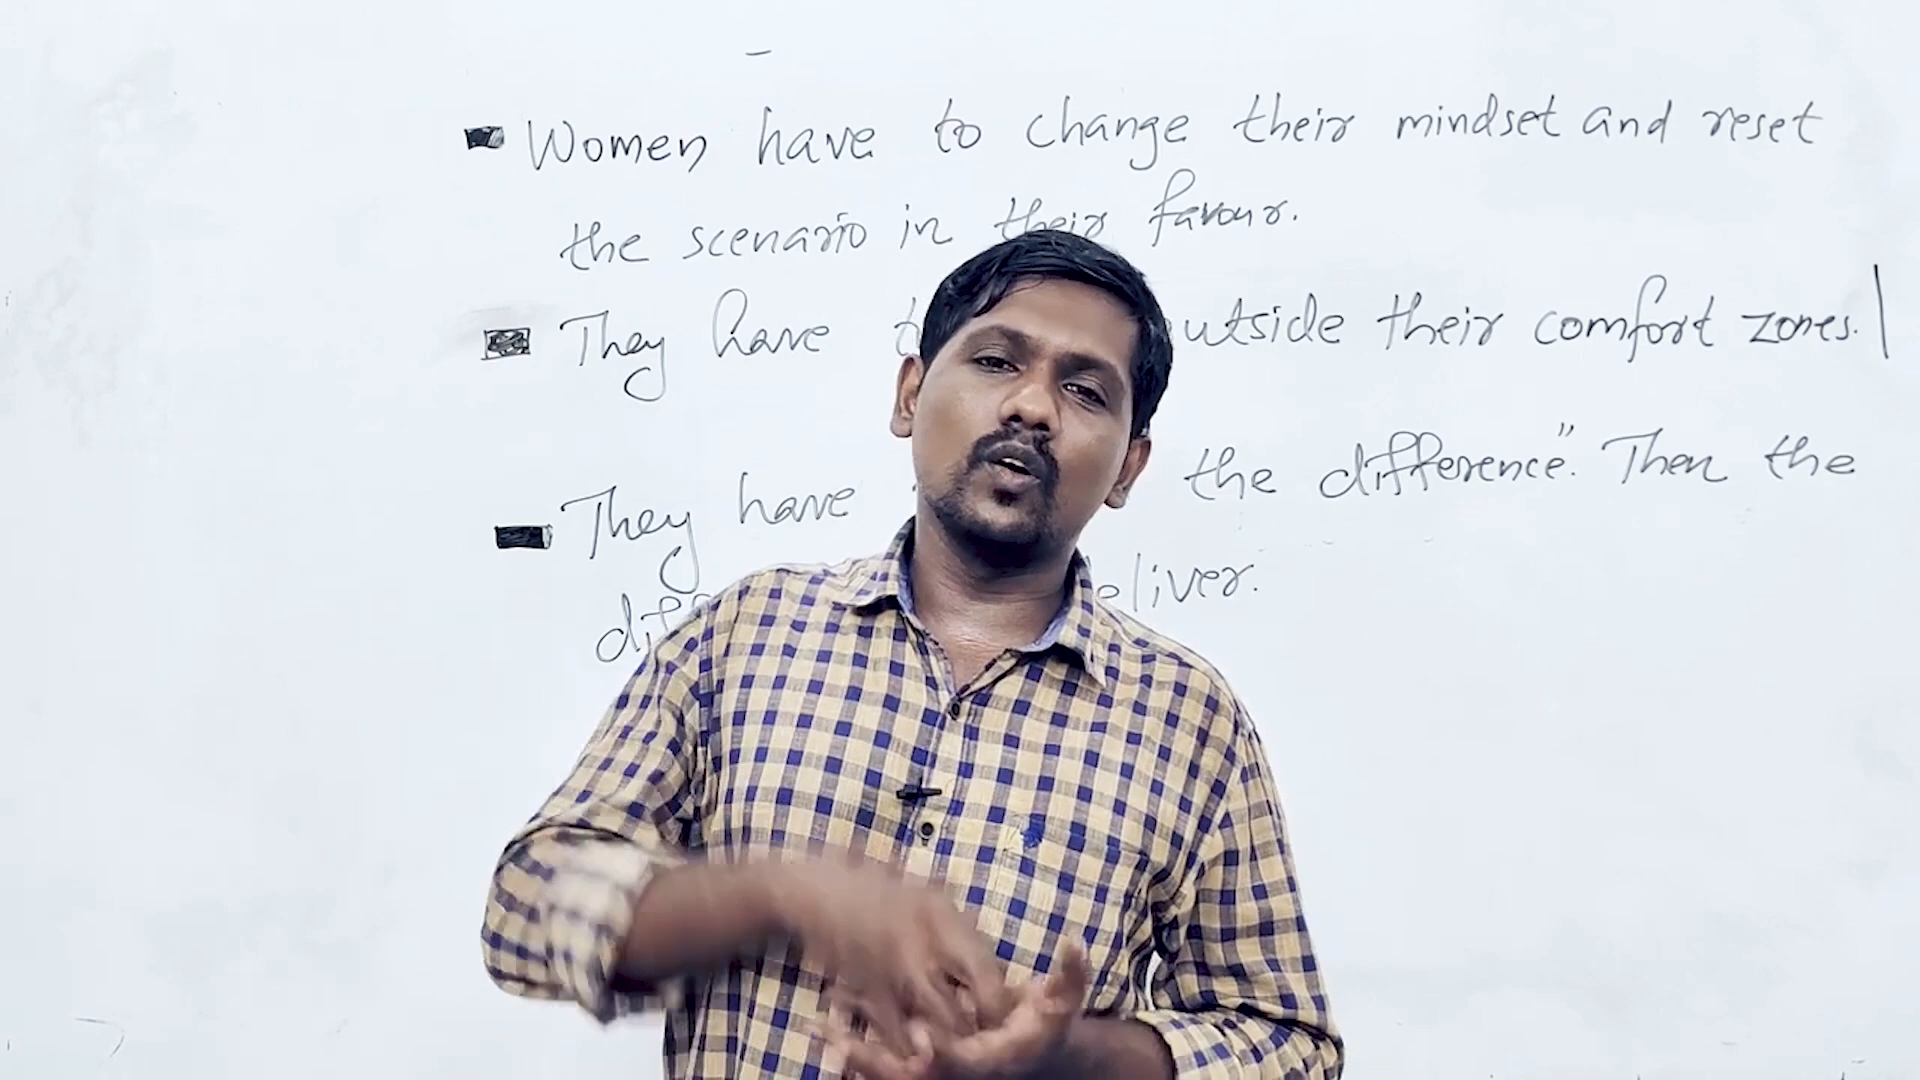 Women have to change their mindset and reset
the scenario in their favour.
They have outside their comfort zones.
They have the difference". Then the